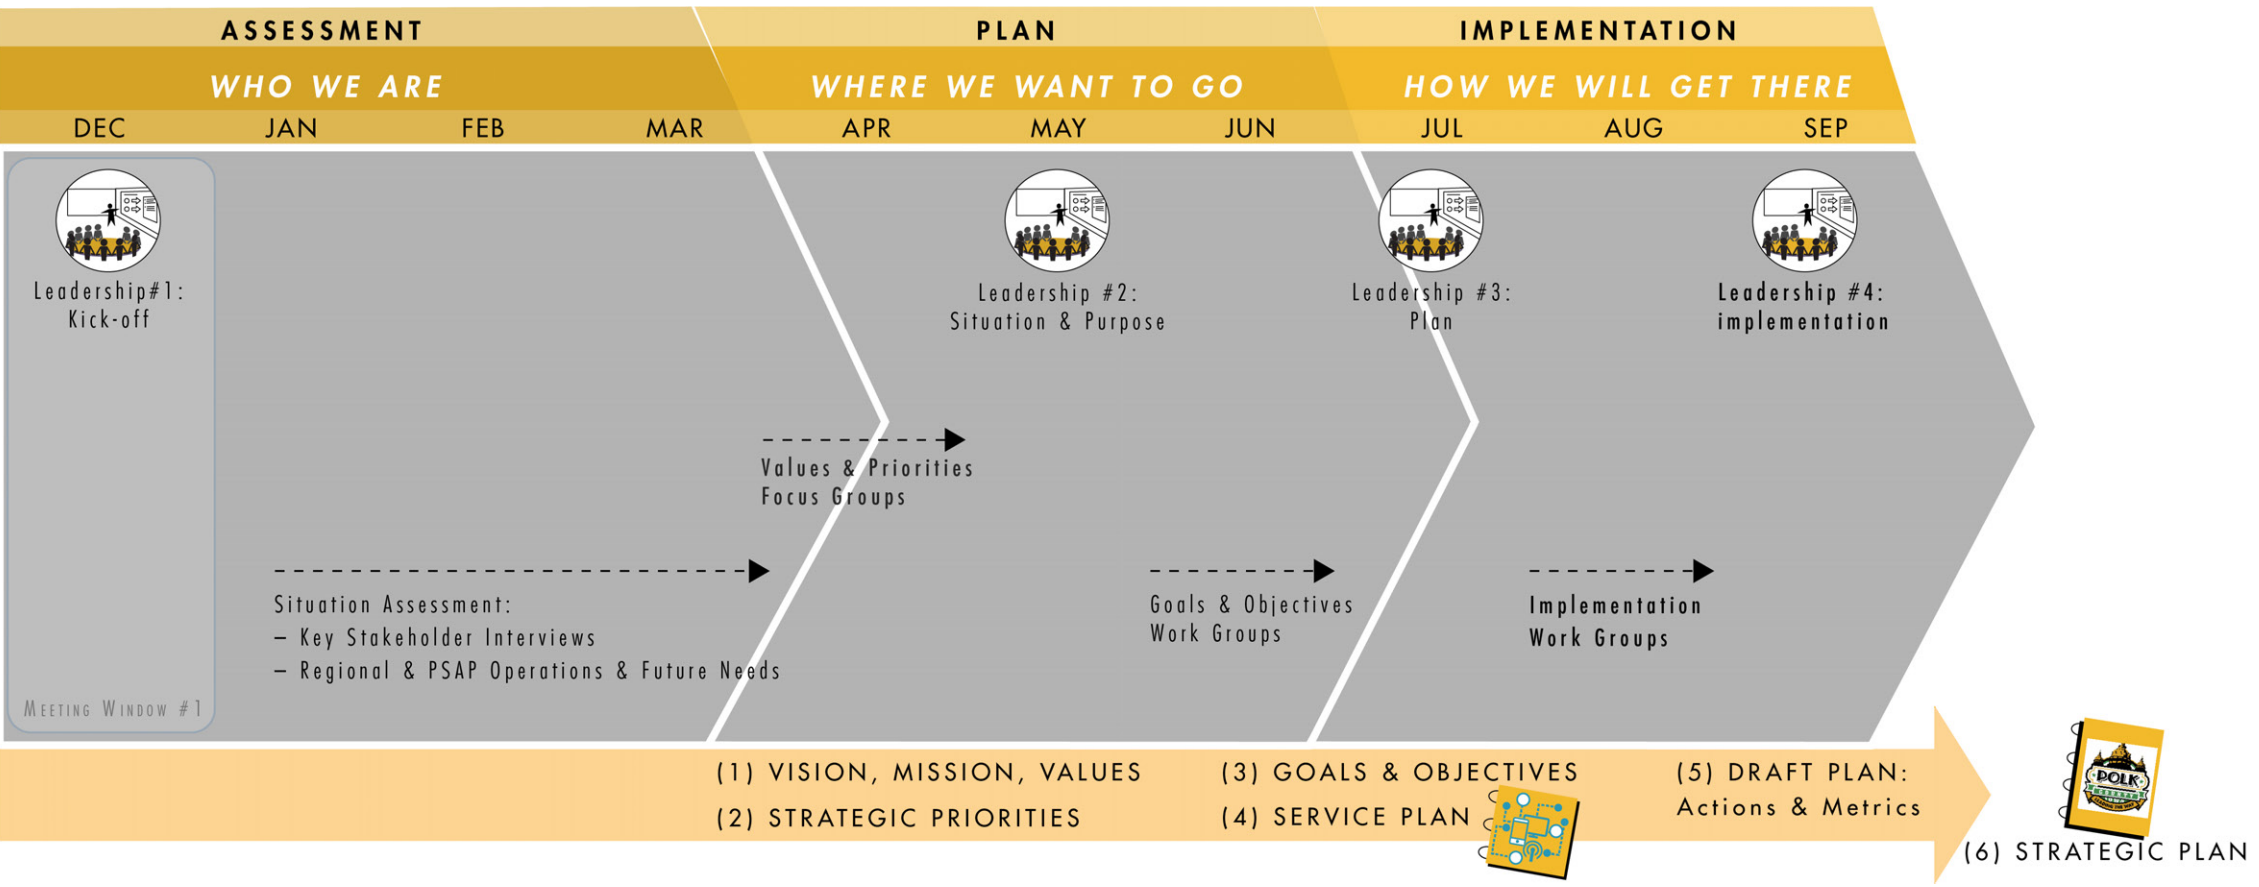 ASSESSMENT
PLAN
IMPLEMENTATION
WHO WE ARE
WHERE WE WANT TO GO
HOW WE WILL GET THERE
DEC
JAN
FEB
MAR
APR
MAY
JUN
JUL
AUG
SEP
Leadership#1:
Kick-off
Leadership #2:
Situation & Purpose
Leadership #3:
Plan
Leadership #4:
implementation
Values & Priorities
Focus Groups
Situation Assessment:
– Key Stakeholder Interviews
– Regional & PSAP Operations & Future Needs
Goals & Objectives
Work Groups
Implementation
Work Groups
MEETING WINDOW #1
(1) VISION, MISSION, VALUES
(2) STRATEGIC PRIORITIES
(3) GOALS & OBJECTIVES
(4) SERVICE PLAN
(5) DRAFT PLAN:
Actions & Metrics
POLK
(6) STRATEGIC PLAN